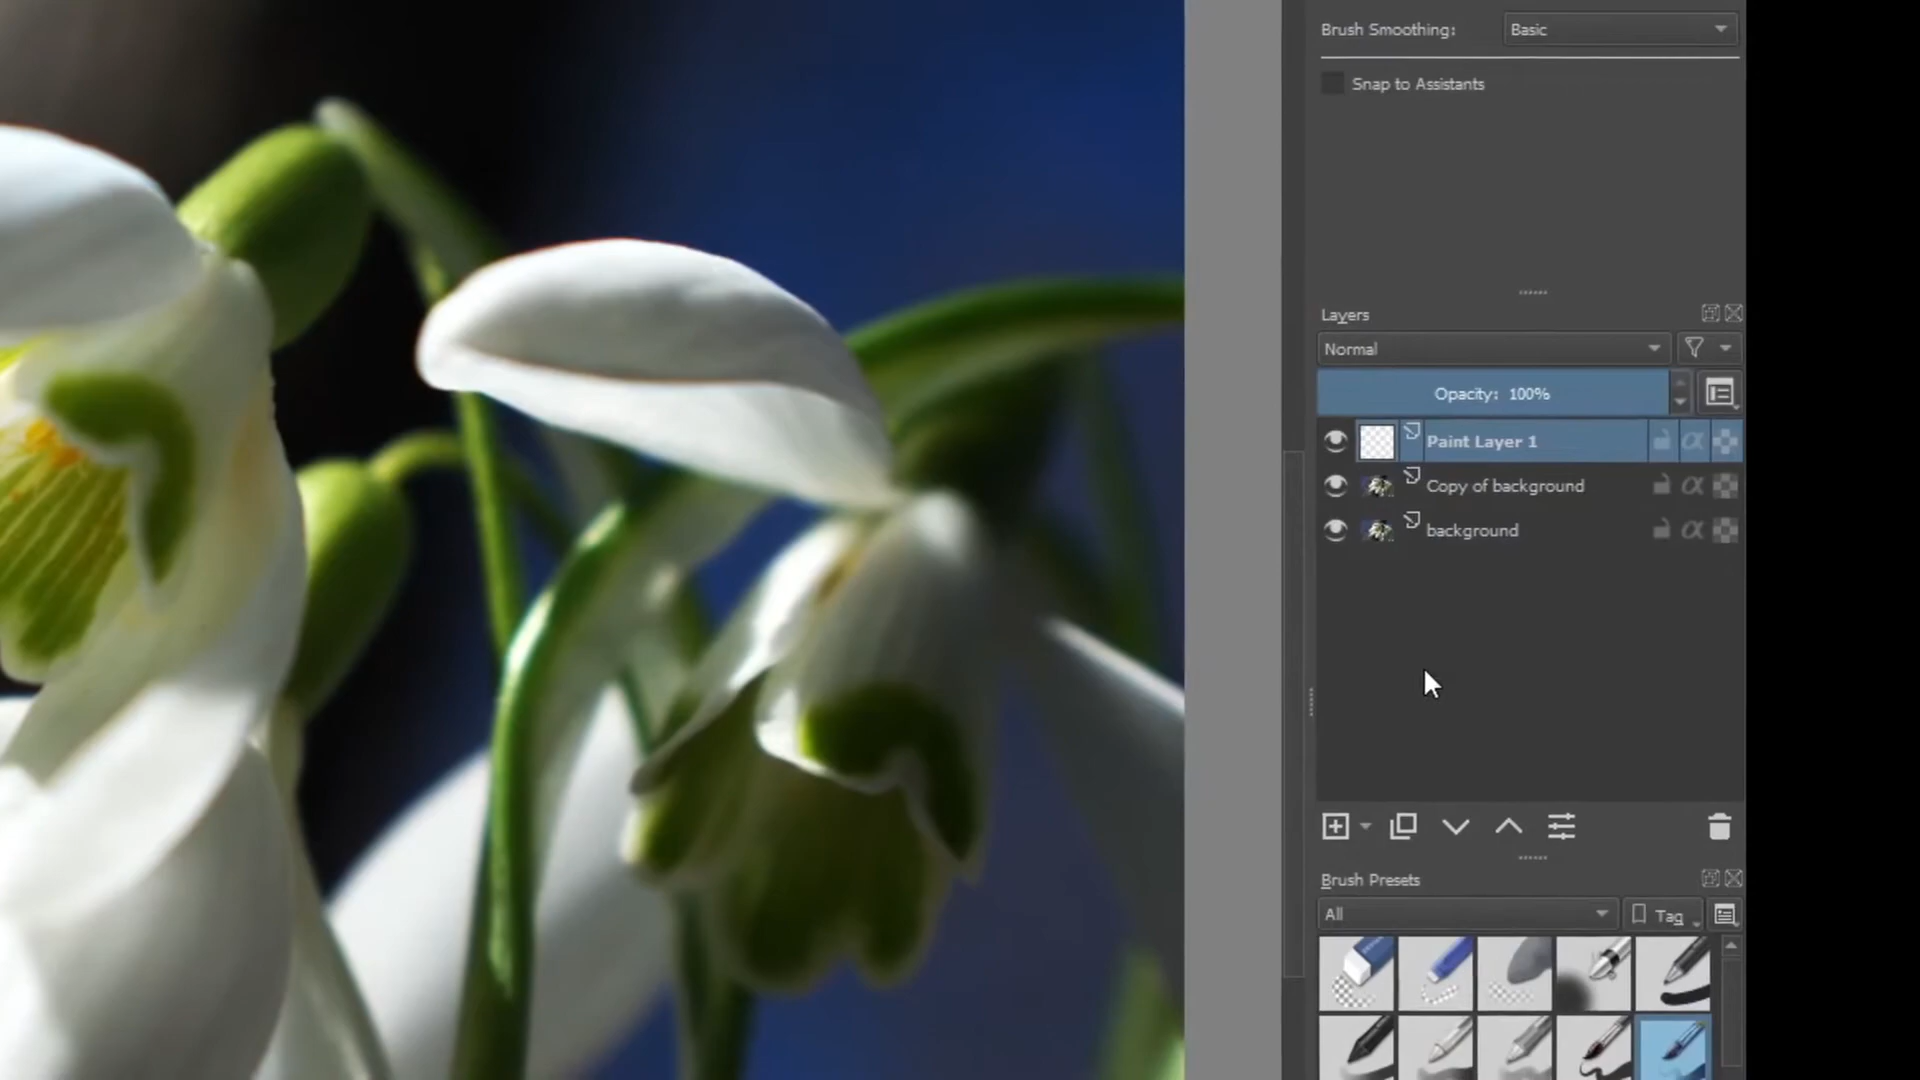 Brush Smoothing: Basic
Snap to Assistants
Layers
Normal
Opacity: 100%
Paint Layer 1
Copy of background
background
Brush Presets
All Tag